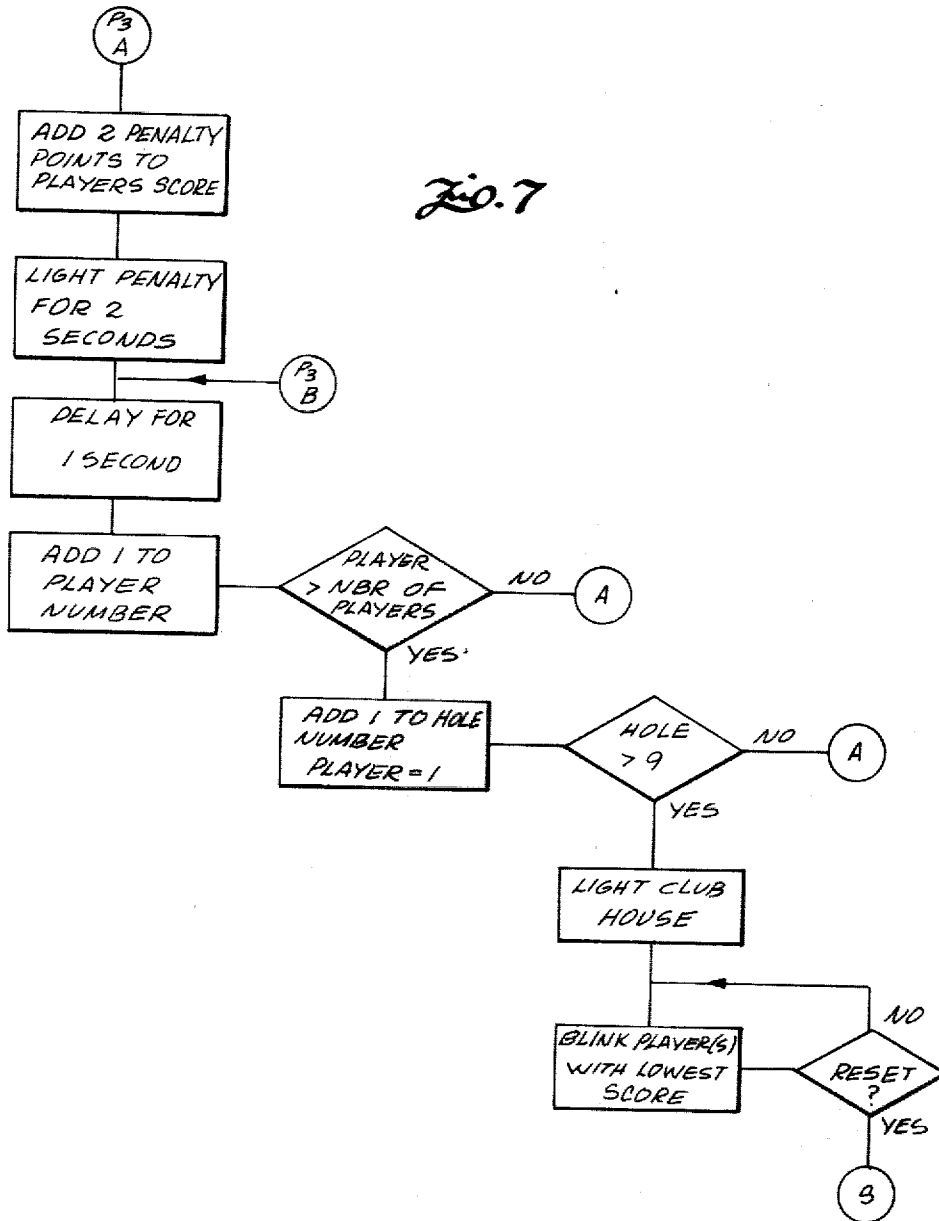 P3
A
ADD 2 PENALTY
POINTS TO
PLAYERS SCORE
Fig. 7
LIGHT PENALTY
FOR 2
SECONDS
P3
B
DELAY FOR
1 SECOND
ADD 1 TO
PLAYER
NUMBER
PLAYER
> NBR OF
PLAYERS
NO
A
YES
ADD 1 TO HOLE
NUMBER
PLAYER = 1
HOLE
> 9
NO
A
YES
LIGHT CLUB
HOUSE
NO
BLINK PLAYER(S)
WITH LOWEST
SCORE
RESET
?
YES